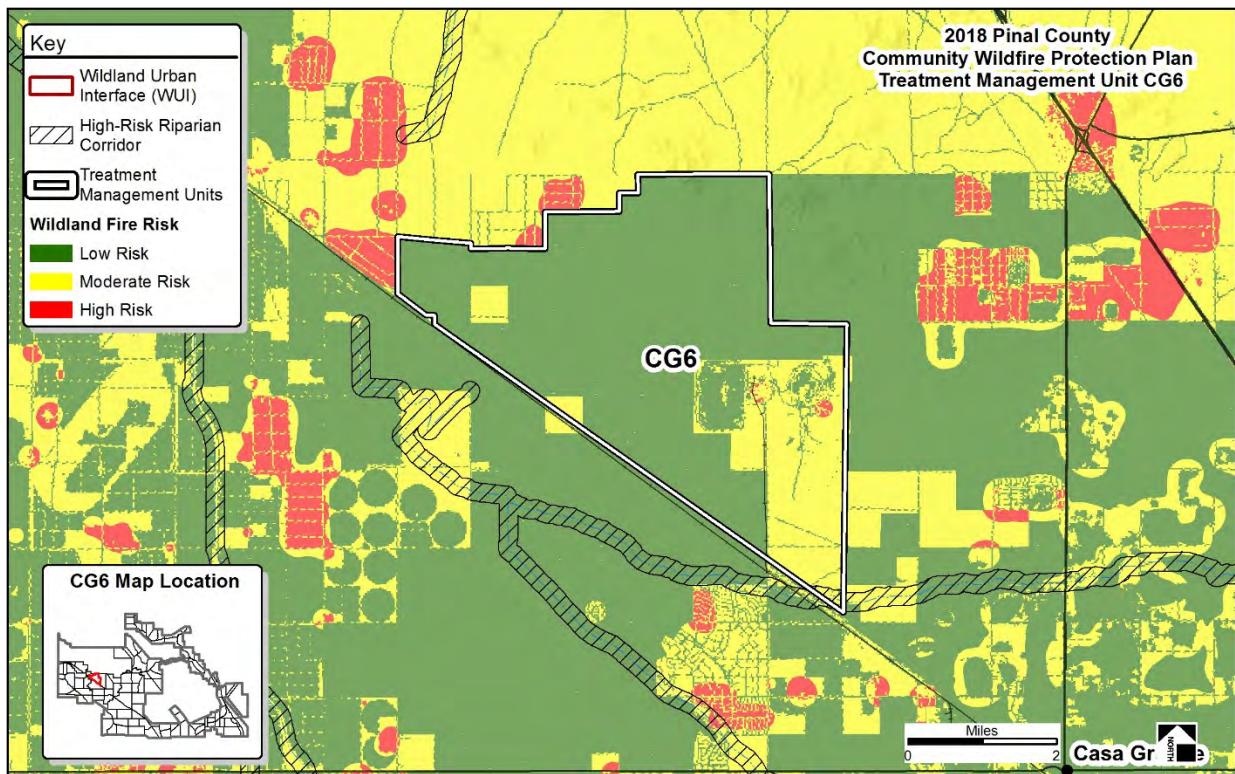 Key
Wildland Urban
Interface (WUI)
High-Risk Riparian
Corridor
Treatment
Management Units
Wildland Fire Risk
Low Risk
Moderate Risk
High Risk
2018 Pinal County
Community Wildfire Protection Plan
Treatment Management Unit CG6
CG6
CG6 Map Location
Miles
0 2
NORTH
Casa Gr e